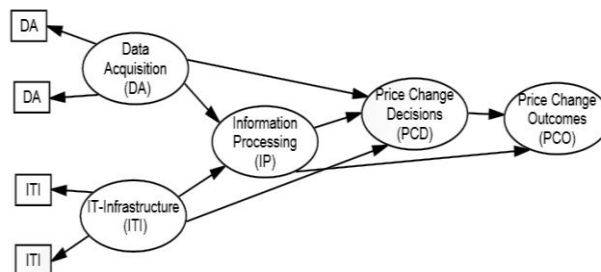 DA
Data
Acquisition
(DA)
DA
Information
Processing
(IP)
Price Change
Decisions
(PCD)
Price Change
Outcomes
(PCO)
ITI
IT-Infrastructure
(ITI)
ITI